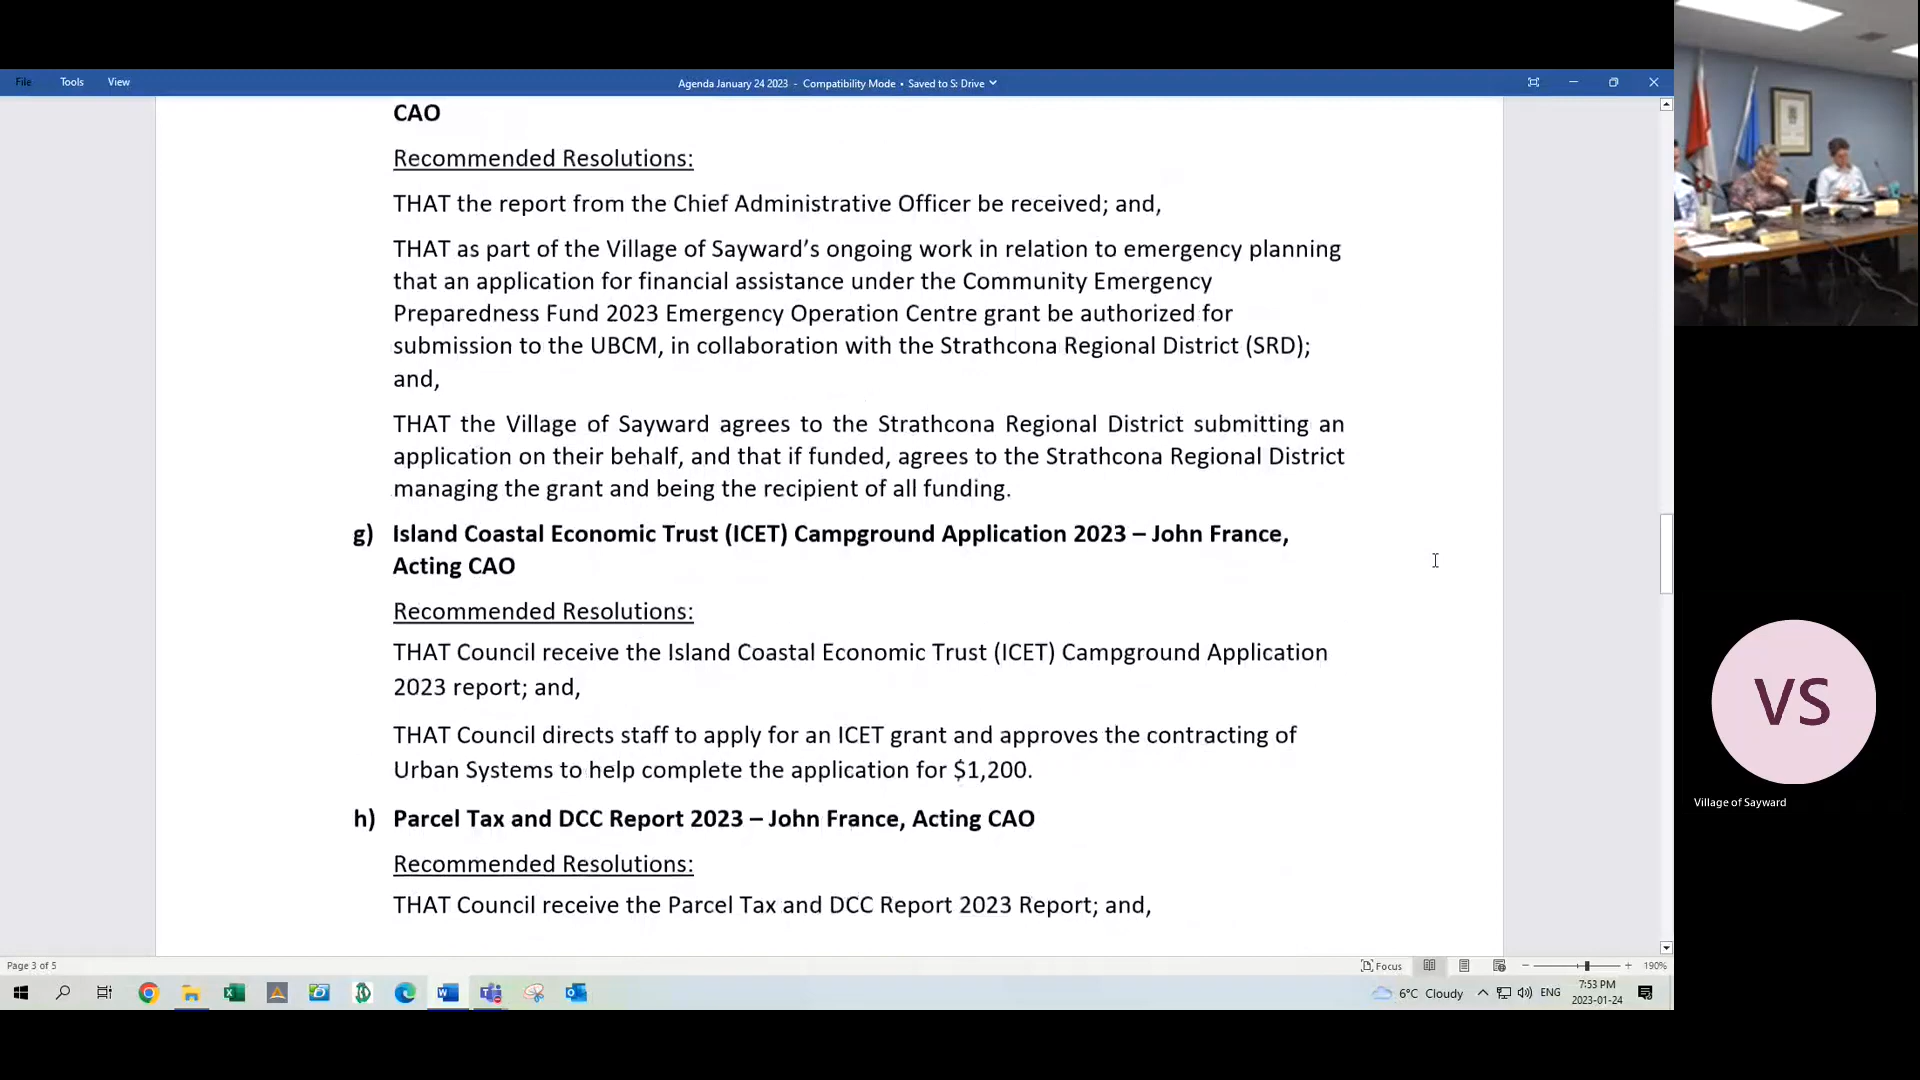 File Tools View Agenda January 24 2023 - Compatibility Mode • Saved to S: Drive
CAO
Recommended Resolutions:
THAT the report from the Chief Administrative Officer be received; and,
THAT as part of the Village of Sayward’s ongoing work in relation to emergency planning
that an application for financial assistance under the Community Emergency
Preparedness Fund 2023 Emergency Operation Centre grant be authorized for
submission to the UBCM, in collaboration with the Strathcona Regional District (SRD);
and,
THAT the Village of Sayward agrees to the Strathcona Regional District submitting an
application on their behalf, and that if funded, agrees to the Strathcona Regional District
managing the grant and being the recipient of all funding.
g) Island Coastal Economic Trust (ICET) Campground Application 2023 – John France,
Acting CAO
Recommended Resolutions:
THAT Council receive the Island Coastal Economic Trust (ICET) Campground Application
2023 report; and,
THAT Council directs staff to apply for an ICET grant and approves the contracting of
Urban Systems to help complete the application for $1,200.
h) Parcel Tax and DCC Report 2023 – John France, Acting CAO
Recommended Resolutions:
THAT Council receive the Parcel Tax and DCC Report 2023 Report; and,
VS
Village of Sayward
Page 3 of 5
Focus
190%
6°C Cloudy
ENG
7:53 PM
2023-01-24